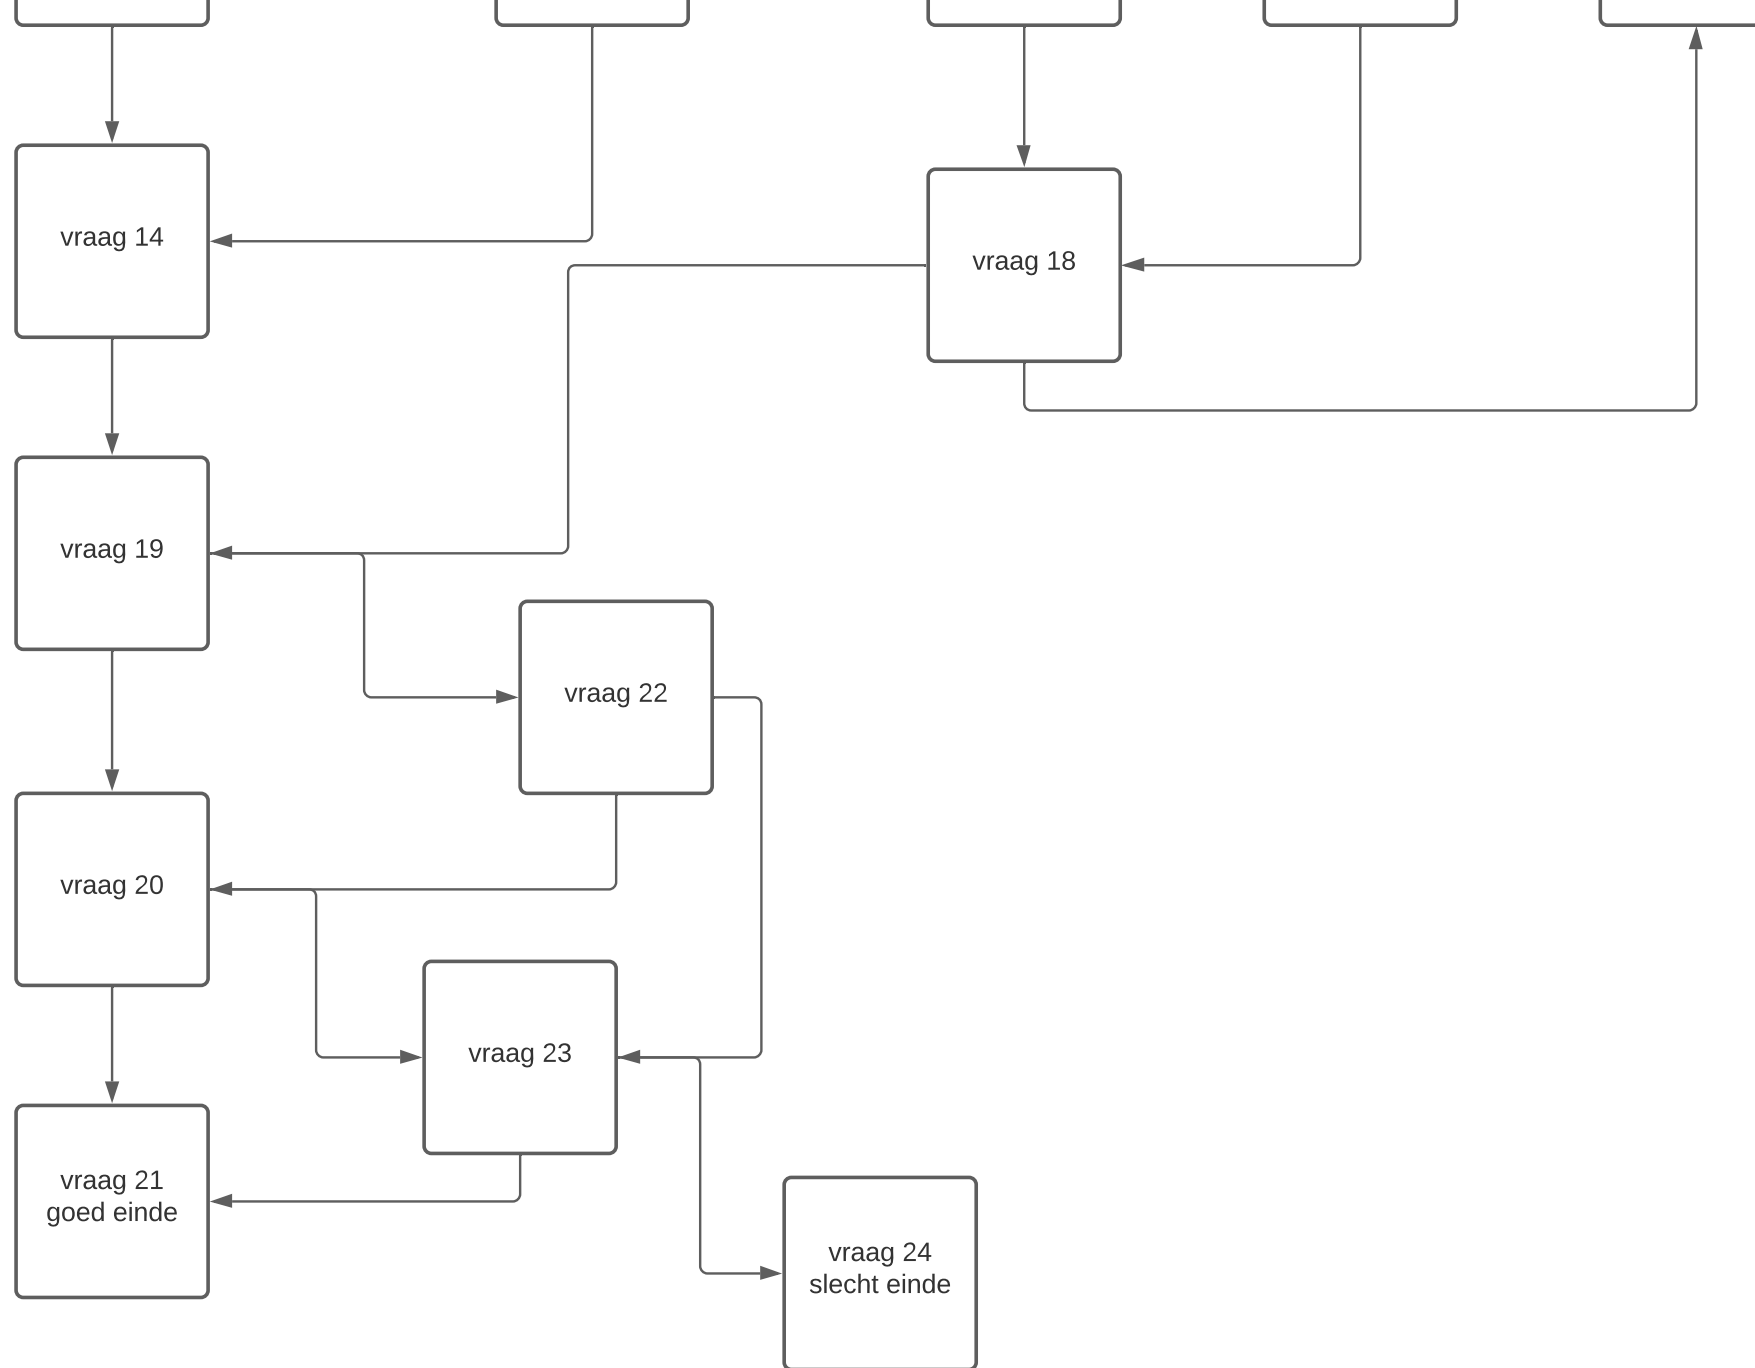 vraag 14
vraag 18
vraag 19
vraag 22
vraag 20
vraag 23
vraag 21
goed einde
vraag 24
slecht einde